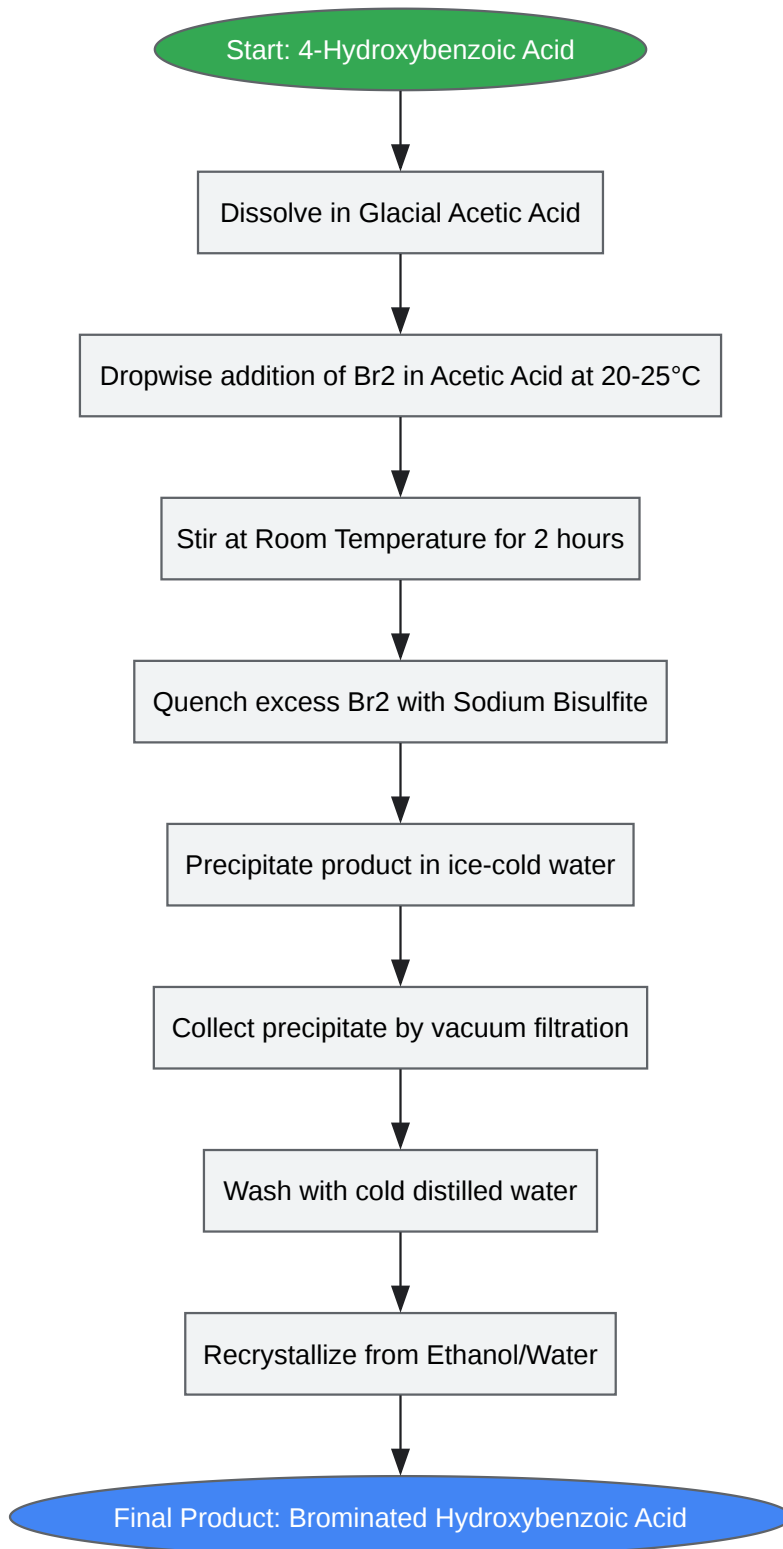 Start: 4-Hydroxybenzoic Acid
Dissolve in Glacial Acetic Acid
Dropwise addition of Br2 in Acetic Acid at 20-25°C
Stir at Room Temperature for 2 hours
Quench excess Br2 with Sodium Bisulfite
Precipitate product in ice-cold water
Collect precipitate by vacuum filtration
Wash with cold distilled water
Recrystallize from Ethanol/Water
Final Product: Brominated Hydroxybenzoic Acid